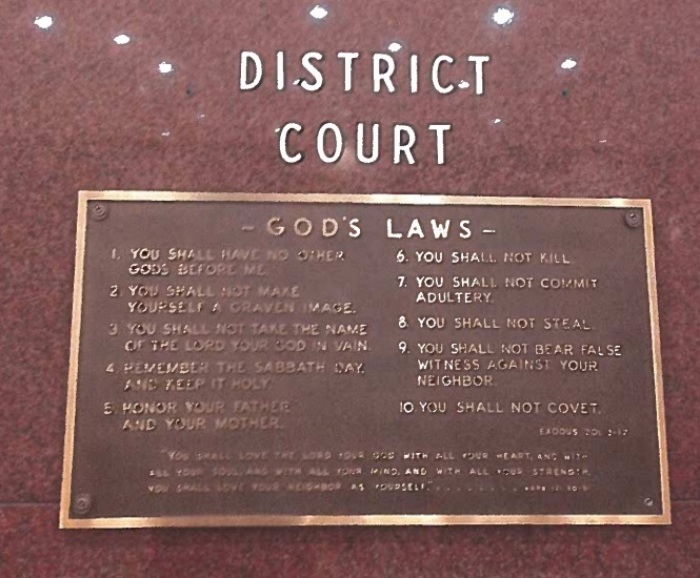 DISTRICT
COURT
- GOD'S LAWS -
1. YOU SHALL HAVE NO OTHER
GODS BEFORE ME.
2. YOU SHALL NOT MAKE
YOURSELF A GRAVEN IMAGE.
3. YOU SHALL NOT TAKE THE NAME
OF THE LORD YOUR GOD IN VAIN.
4. REMEMBER THE SABBATH DAY,
AND KEEP IT HOLY.
5. HONOR YOUR FATHER
AND YOUR MOTHER.
6. YOU SHALL NOT KILL.
7. YOU SHALL NOT COMMIT
ADULTERY.
8. YOU SHALL NOT STEAL.
9. YOU SHALL NOT BEAR FALSE
WITNESS AGAINST YOUR
NEIGHBOR.
10. YOU SHALL NOT COVET.
EXODUS 20: 2-17
"YOU SHALL LOVE THE LORD YOUR GOD WITH ALL YOUR HEART, AND WITH
ALL YOUR SOUL, AND WITH ALL YOUR MIND, AND WITH ALL YOUR STRENGTH.
YOU SHALL LOVE YOUR NEIGHBOR AS YOURSELF."